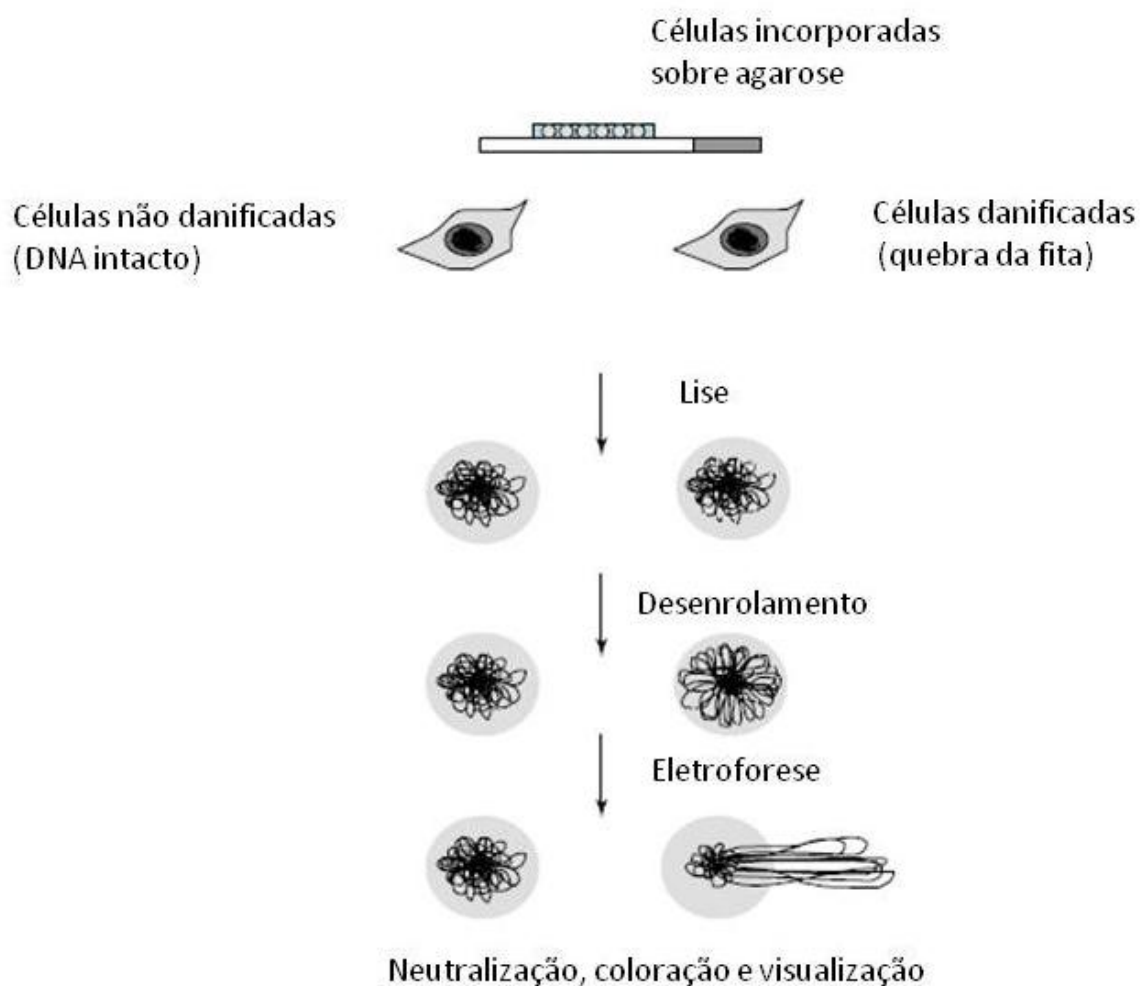 Células incorporadas
sobre agarose
Células não danificadas
(DNA intacto)
Células danificadas
(quebra da fita)
Lise
Desenrolamento
Eletroforese
Neutralização, coloração e visualização